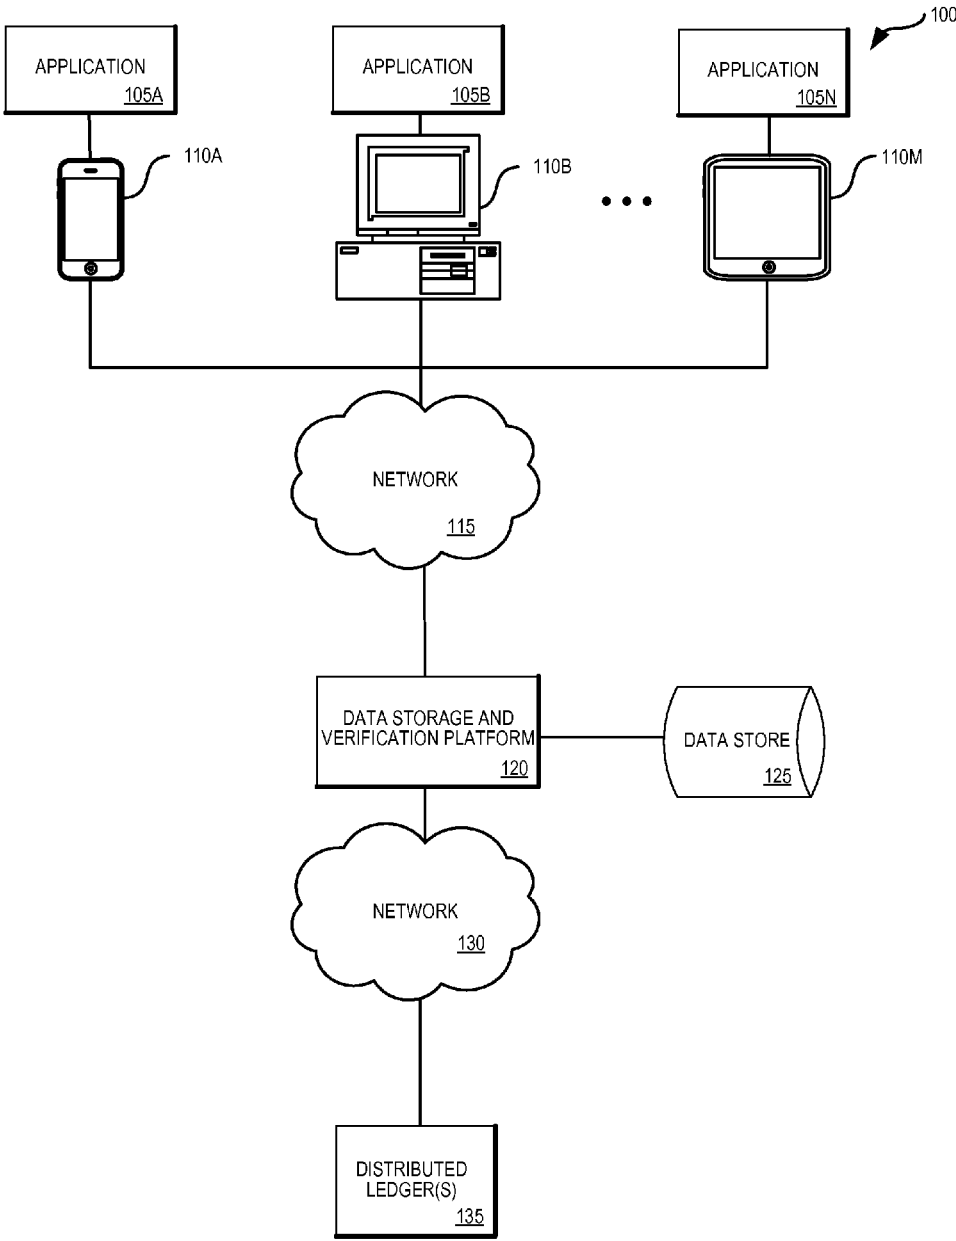 100
APPLICATION
105A
APPLICATION
105B
APPLICATION
105N
110A
110B
110M
NETWORK
115
DATA STORAGE AND
VERIFICATION PLATFORM
120
DATA STORE
125
NETWORK
130
DISTRIBUTED
LEDGER(S)
135